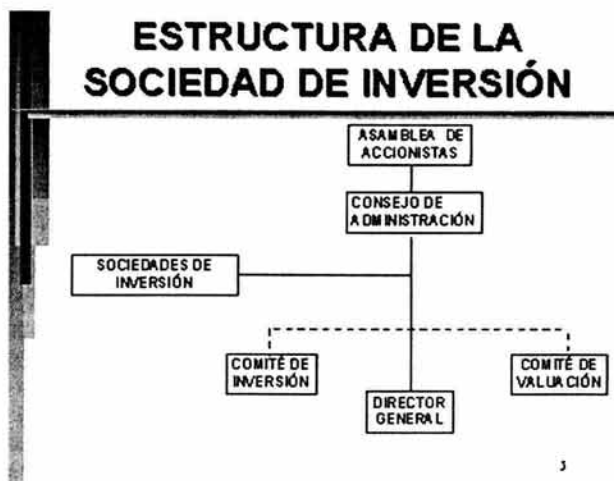 ESTRUCTURA DE LA
SOCIEDAD DE INVERSIÓN
ASAMBLEA DE
ACCIONISTAS
CONSEJO DE
ADMINISTRACIÓN
SOCIEDADES DE
INVERSIÓN
COMITÉ DE
INVERSIÓN
DIRECTOR
GENERAL
COMITÉ DE
VALUACIÓN
3